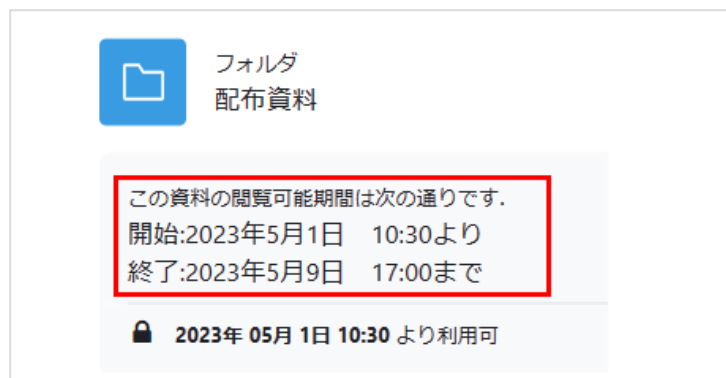 フォルダ
配布資料
この資料の閲覧可能期間は次の通りです.
開始:2023年5月1日　10:30より
終了:2023年5月9日　17:00まで
2023年 05月 1日 10:30 より利用可